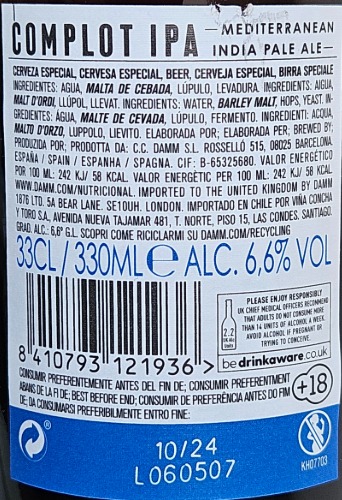 COMPLOT IPA —MEDITERRANEAN
INDIA PALE ALE—
CERVEZA ESPECIAL, CERVESA ESPECIAL, BEER, CERVEJA ESPECIAL, BIRRA SPECIALE
INGREDIENTES: AGUA, MALTA DE CEBADA, LÚPULO, LEVADURA. INGREDIENTS: AIGUA,
MALT D'ORDI, LLÚPOL, LLEVAT. INGREDIENTS: WATER, BARLEY MALT, HOPS, YEAST. IN-
GREDIENTES: ÁGUA, MALTE DE CEVADA, LÚPULO, FERMENTO. INGREDIENTI: ACQUA,
MALTO D'ORZO, LUPPOLO, LIEVITO. ELABORADA POR; ELABORADA PER; BREWED BY;
PRODUZIDA POR; PRODOTTA DA: C.C. DAMM S.L. ROSSELLÓ 515, 08025 BARCELONA.
ESPAÑA / SPAIN / ESPANHA / SPAGNA. CIF: B-65325680. VALOR ENERGÉTICO
POR 100 ML: 242 KJ/ 58 KCAL. VALOR ENERGÈTIC PER 100 ML: 242 KJ/ 58 KCAL.
WWW.DAMM.COM/NUTRICIONAL. IMPORTED TO THE UNITED KINGDOM BY DAMM
1876 LTD. 5A BEAR LANE. SE10UH. LONDON. IMPORTADO EN CHILE POR VIÑA CONCHA
Y TORO S.A., AVENIDA NUEVA TAJAMAR 481, T. NORTE, PISO 15, LAS CONDES. SANTIAGO.
GRAD. ALC.: 6,6º G.L. SCOPRI COME RICICLARMI SU DAMM.COM/RECYCLING
33CL / 330ML e ALC. 6,6% VOL
8 410793 121936 >
2.2
UK Alc
Units
PLEASE ENJOY RESPONSIBLY
UK CHIEF MEDICAL OFFICERS RECOMMEND
THAT ADULTS DO NOT CONSUME MORE
THAN 14 UNITS OF ALCOHOL A WEEK
AVOID ALCOHOL IF PREGNANT OR
TRYING TO CONCEIVE.
bedrinkaware.co.uk
CONSUMIR PREFERENTEMENTE ANTES DEL FIN DE; CONSUMIR PREFERENTMENT
ABANS DE LA FI DE; BEST BEFORE END; CONSUMIR DE PREFERÊNCIA ANTES DO FIM
DE; DA CONSUMARSI PREFERIBILMENTE ENTRO FINE:
+18
10/24
L060507
KH07703